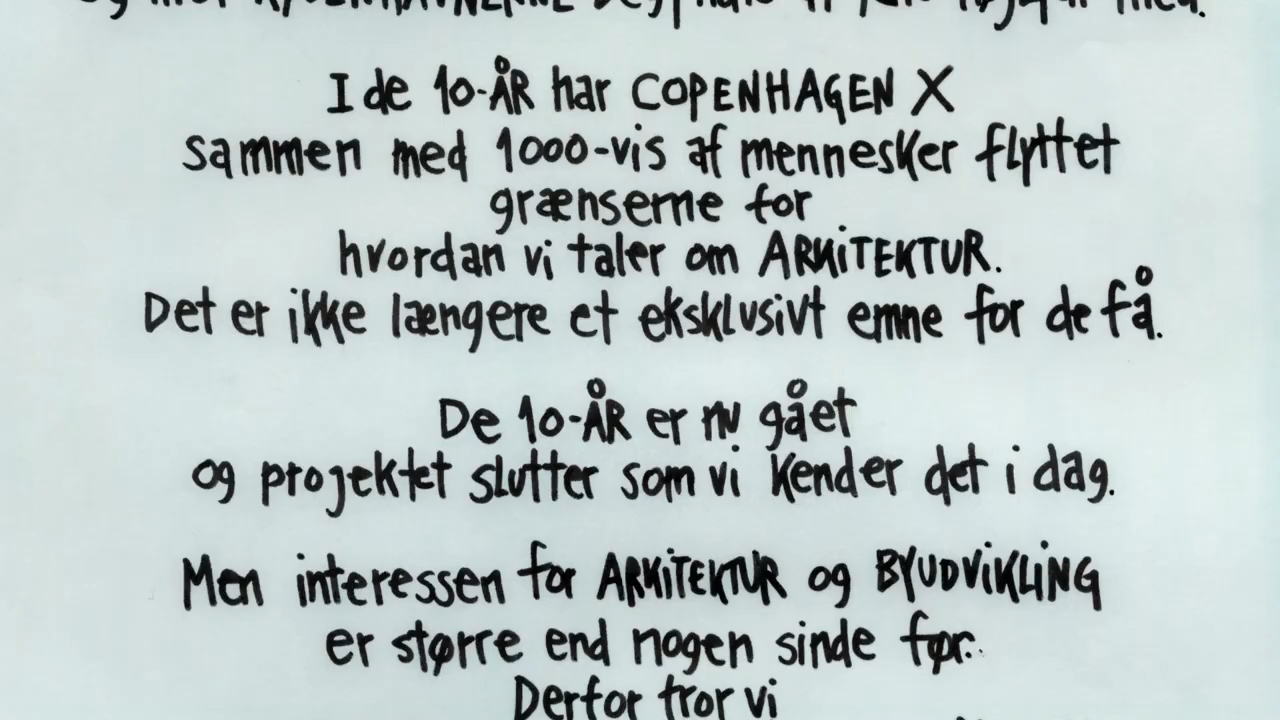 I de 10-ÅR har COPENHAGEN X
sammen med 1000-vis af mennesker flyttet
grænserne for
hvordan vi taler om ARKITEKTUR.
Det er ikke længere et eksklusivt emne for de få.
De 10-ÅR er nu gået
og projektet slutter som vi kender det i dag.
Men interessen for ARKITEKTUR og BYUDVIKLING
er større end nogen sinde før.
Derfor tror vi